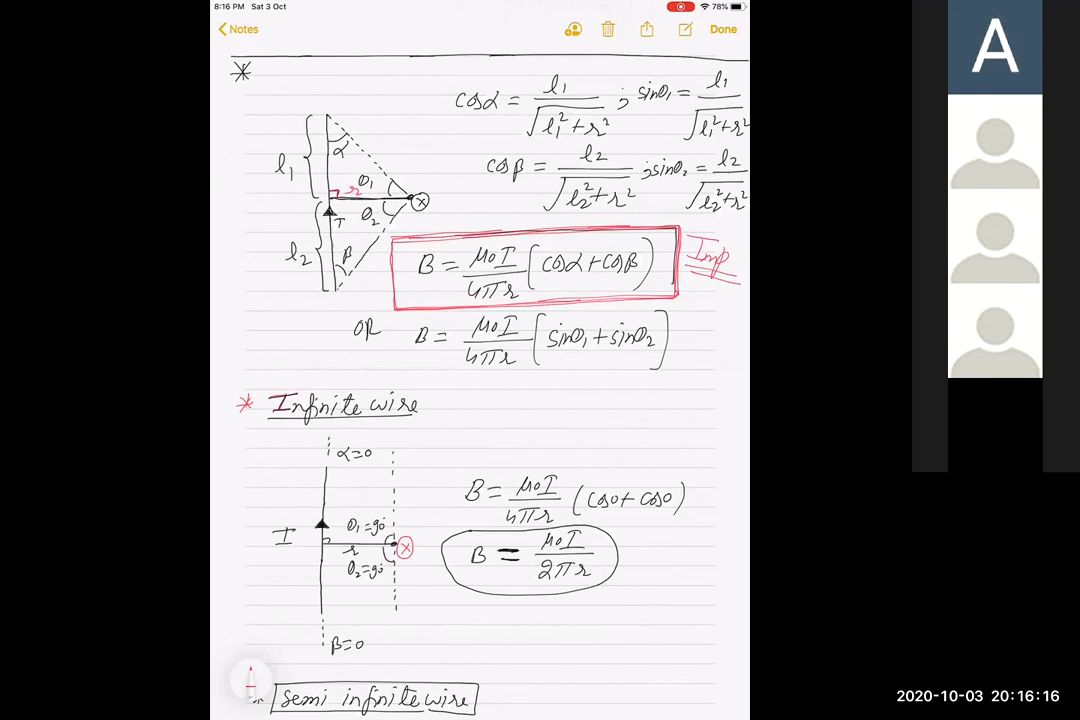 8:16 PM Sat 3 Oct 78%
Notes Done
A
*
cosα = l1/√(l1²+r²) ; sinθ1 = l1/√(l1²+r²)
cosβ = l2/√(l2²+r²) ; sinθ2 = l2/√(l2²+r²)
l1 α
r θ1 X
I θ2
l2 β
B = μ0I/4πr (cosα + cosβ) Imp
OR B = μ0I/4πr [sinθ1 + sinθ2]
* Infinite wire
α=0
B = μ0I/4πr (cos0 + cos0)
I θ1=90
r X
θ2=90
B = μ0I/2πr
β=0
* Semi infinite wire
2020-10-03 20:16:16